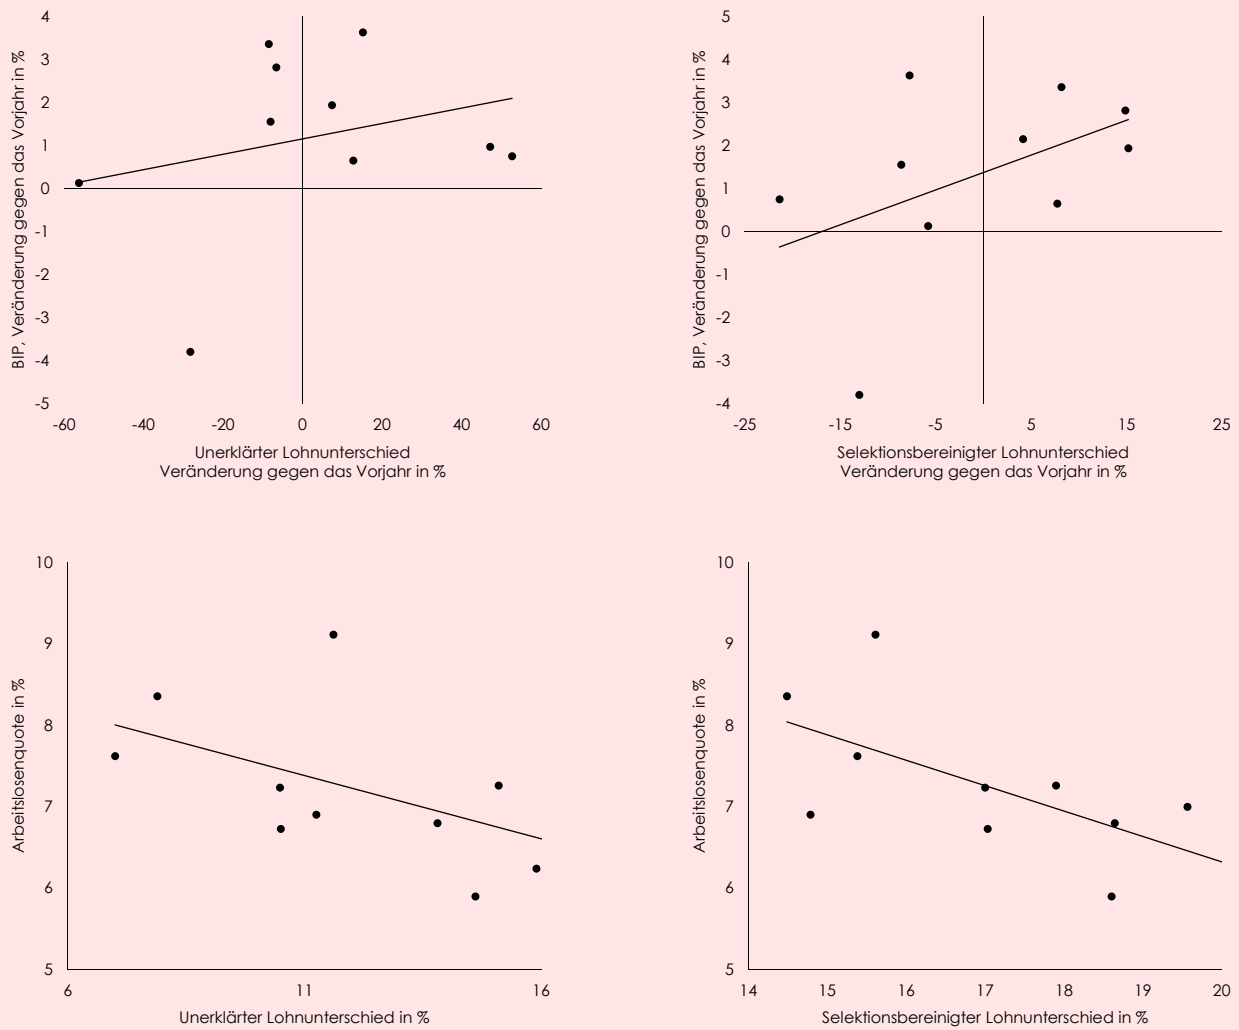 4
3
2
1
0
-1
-2
-3
-4
-5
BIP, Veränderung gegen das Vorjahr in %
-60 -40 -20 0 20 40 60
Unerklärter Lohnunterschied
Veränderung gegen das Vorjahr in %
5
4
3
2
1
0
-1
-2
-3
-4
BIP, Veränderung gegen das Vorjahr in %
-25 -15 -5 5 15 25
Selektionsbereinigter Lohnunterschied
Veränderung gegen das Vorjahr in %
10
9
8
7
6
5
Arbeitslosenquote in %
6 11 16
Unerklärter Lohnunterschied in %
10
9
8
7
6
5
Arbeitslosenquote in %
14 15 16 17 18 19 20
Selektionsbereinigter Lohnunterschied in %